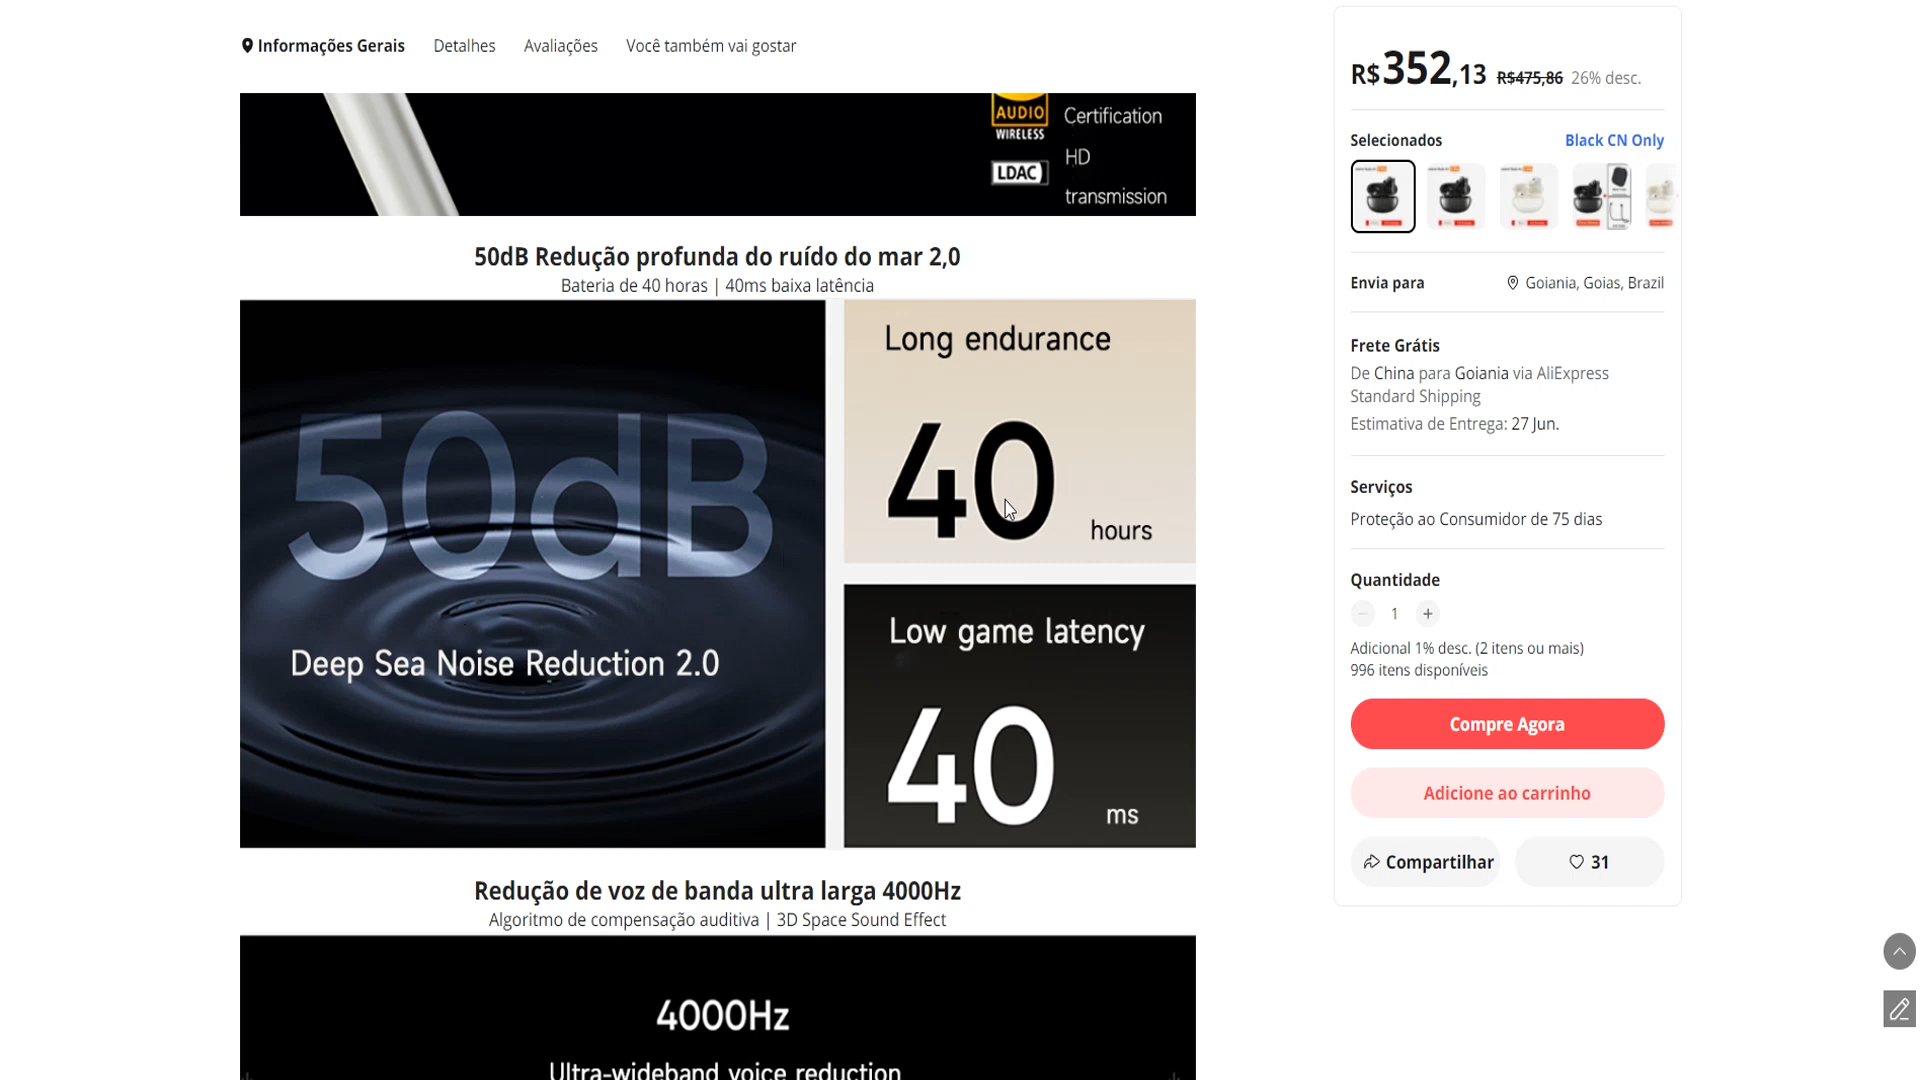 Informações Gerais
Detalhes
Avaliações
Você também vai gostar
AUDIO
WIRELESS
Certification
HD
LDAC
transmission
50dB Redução profunda do ruído do mar 2,0
Bateria de 40 horas | 40ms baixa latência
50dB
Deep Sea Noise Reduction 2.0
Long endurance
40
hours
Low game latency
40
ms
Redução de voz de banda ultra larga 4000Hz
Algoritmo de compensação auditiva | 3D Space Sound Effect
4000Hz
Ultra-wideband voice reduction
R$352,13 R$475,86 26% desc.
Selecionados
Black CN Only
Envia para
Goiania, Goias, Brazil
Frete Grátis
De China para Goiania via AliExpress
Standard Shipping
Estimativa de Entrega: 27 Jun.
Serviços
Proteção ao Consumidor de 75 dias
Quantidade
1 +
Adicional 1% desc. (2 itens ou mais)
996 itens disponíveis
Compre Agora
Adicione ao carrinho
Compartilhar
31